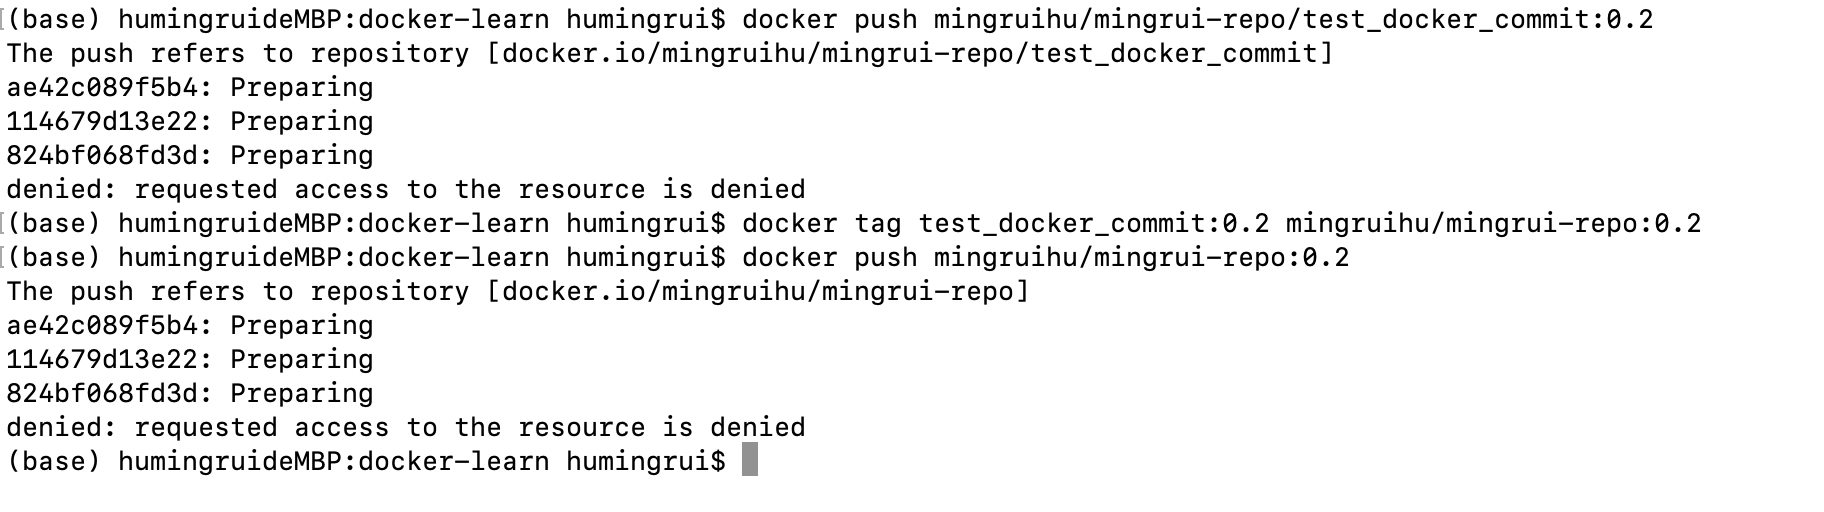 (base) humingruideMBP:docker-learn humingrui$ docker push mingruihu/mingrui-repo/test_docker_commit:0.2
The push refers to repository [docker.io/mingruihu/mingrui-repo/test_docker_commit]
ae42c089f5b4: Preparing
114679d13e22: Preparing
824bf068fd3d: Preparing
denied: requested access to the resource is denied
(base) humingruideMBP:docker-learn humingrui$ docker tag test_docker_commit:0.2 mingruihu/mingrui-repo:0.2
(base) humingruideMBP:docker-learn humingrui$ docker push mingruihu/mingrui-repo:0.2
The push refers to repository [docker.io/mingruihu/mingrui-repo]
ae42c089f5b4: Preparing
114679d13e22: Preparing
824bf068fd3d: Preparing
denied: requested access to the resource is denied
(base) humingruideMBP:docker-learn humingrui$